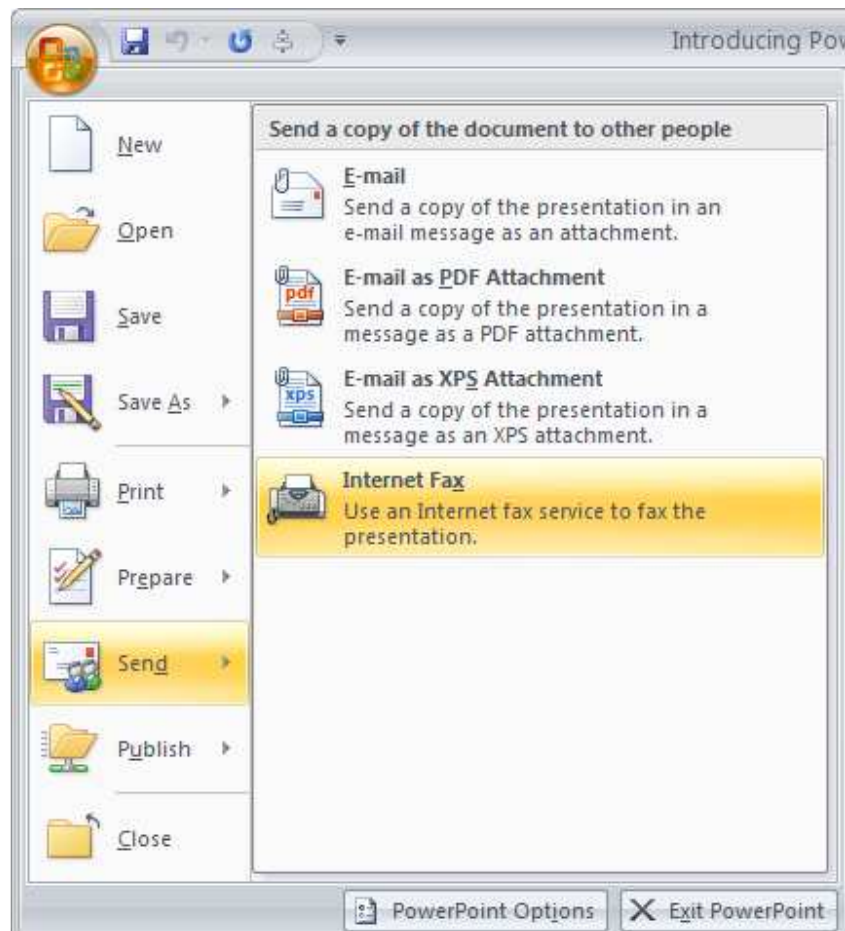 Introducing Pow
New
Open
Save
Save As
Print
Prepare
Send
Publish
Close
Send a copy of the document to other people
E-mail
Send a copy of the presentation in an
e-mail message as an attachment.
pdf
E-mail as PDF Attachment
Send a copy of the presentation in a
message as a PDF attachment.
xps
E-mail as XPS Attachment
Send a copy of the presentation in a
message as an XPS attachment.
Internet Fax
Use an Internet fax service to fax the
presentation.
PowerPoint Options
Exit PowerPoint